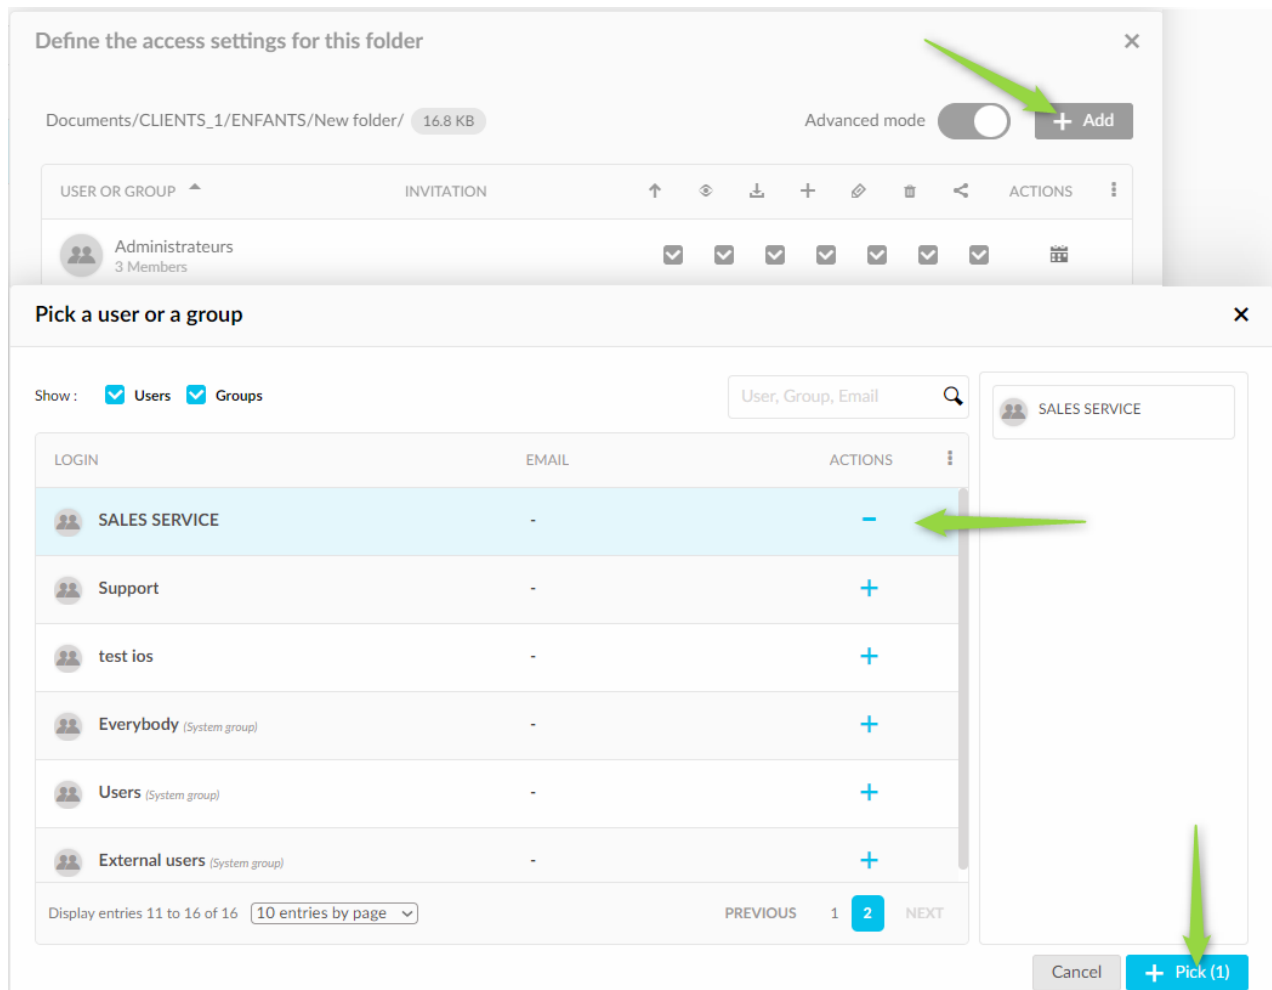 Define the access settings for this folder
Documents/CLIENTS_1/ENFANTS/New folder/ 16.8 KB Advanced mode Add
USER OR GROUP INVITATION ACTIONS
Administrateurs
3 Members
Pick a user or a group
Show : Users Groups User, Group, Email
SALES SERVICE
LOGIN EMAIL ACTIONS
SALES SERVICE -
Support -
test ios -
Everybody (System group) -
Users (System group) -
External users (System group) -
Display entries 11 to 16 of 16 10 entries by page PREVIOUS 1 2 NEXT
Cancel + Pick (1)